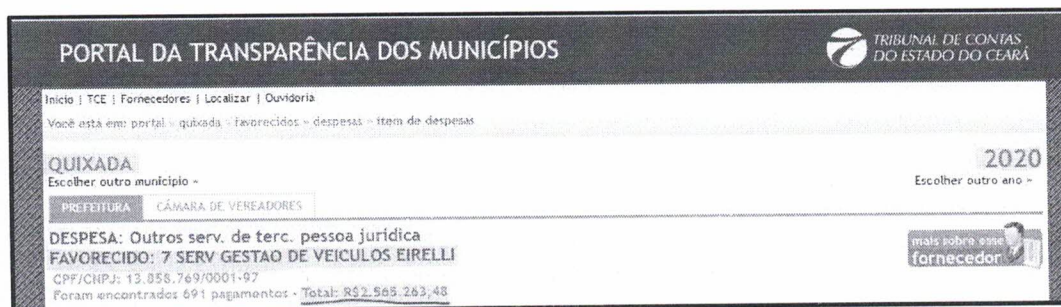 PORTAL DA TRANSPARÊNCIA DOS MUNICÍPIOS
TRIBUNAL DE CONTAS
DO ESTADO DO CEARÁ
Início | TCE | Fornecedores | Localizar | Ouvidoria
Você está em: portal » quixada » favorecidos » despesas » item de despesas
QUIXADA
Escolher outro município »
2020
Escolher outro ano »
PREFEITURA
CÂMARA DE VEREADORES
DESPESA: Outros serv. de terc. pessoa juridica
FAVORECIDO: 7 SERV GESTAO DE VEICULOS EIRELLI
CPF/CNPJ: 13.858.769/0001-97
Foram encontrados 691 pagamentos - Total: R$2.565.263,48
mais sobre esse
fornecedor